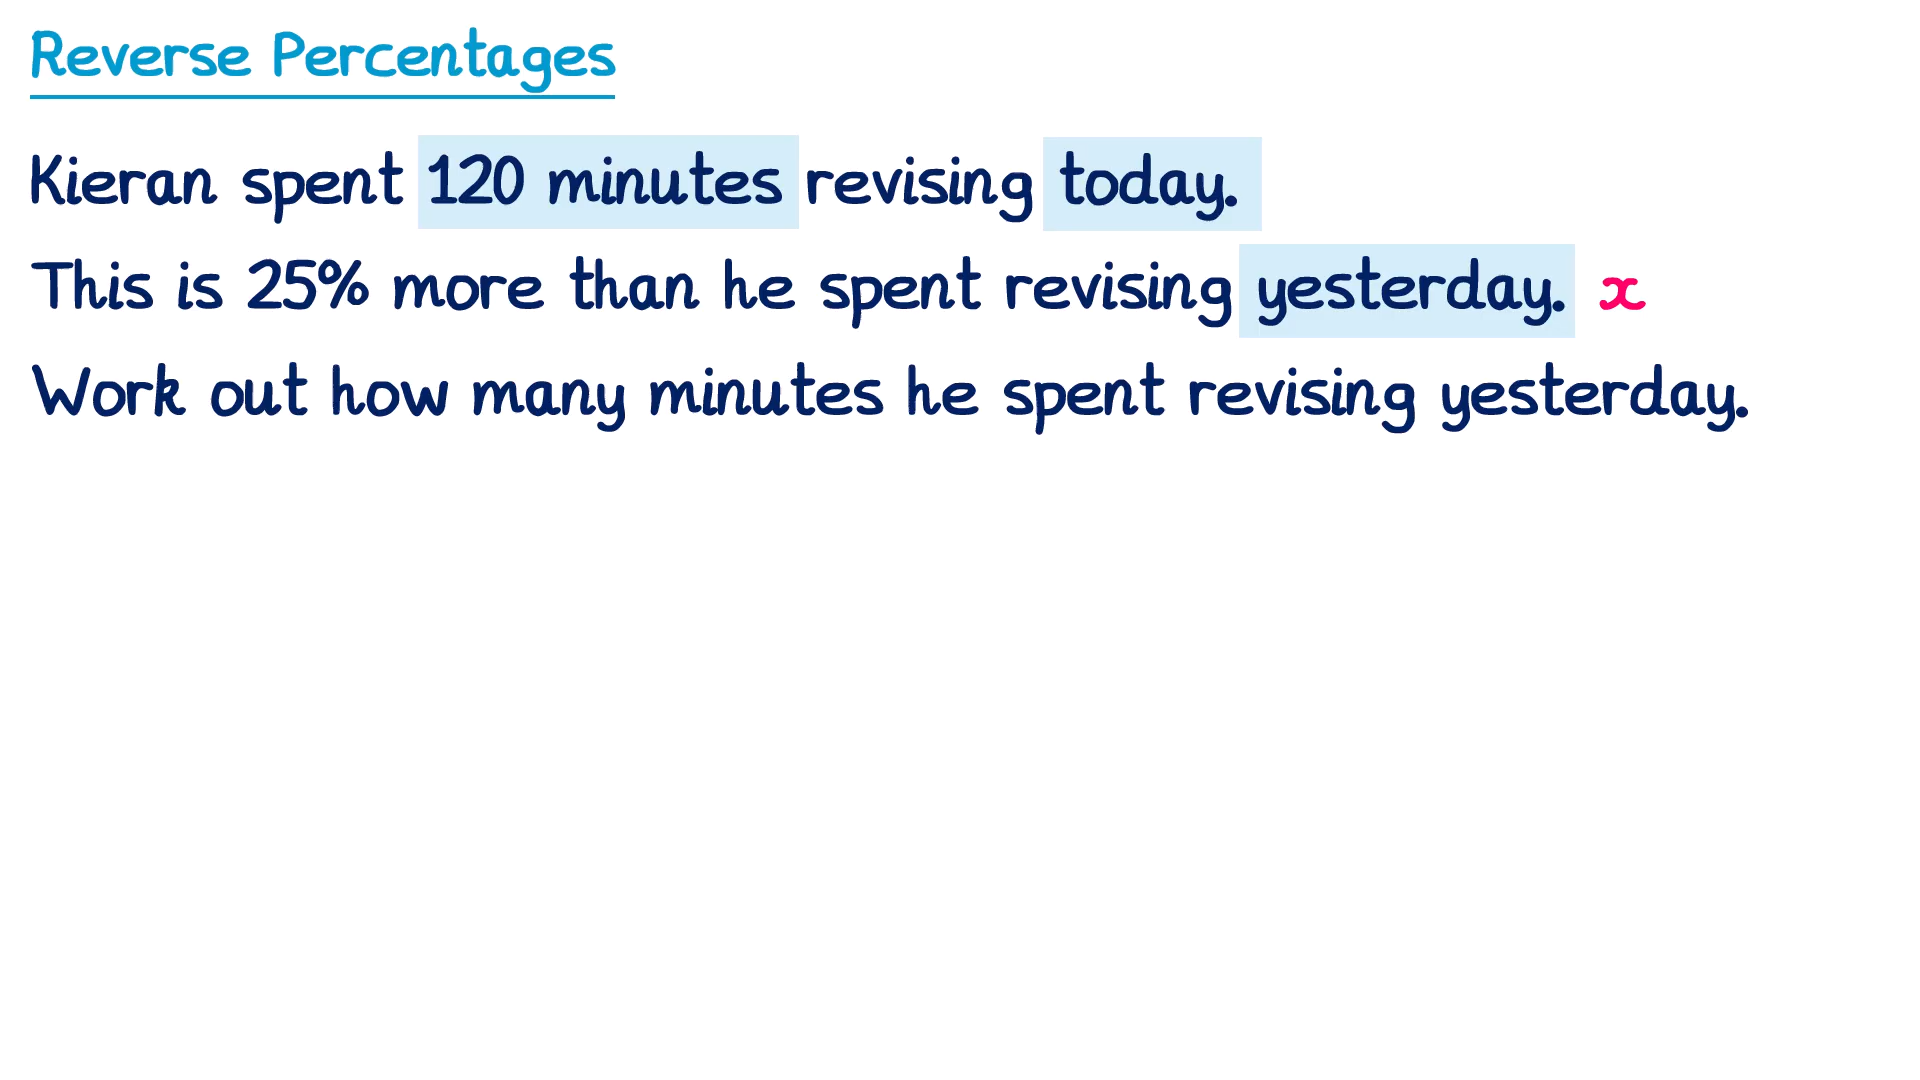 Reverse Percentages
Kieran spent 120 minutes revising today.
This is 25% more than he spent revising yesterday. x
Work out how many minutes he spent revising yesterday.